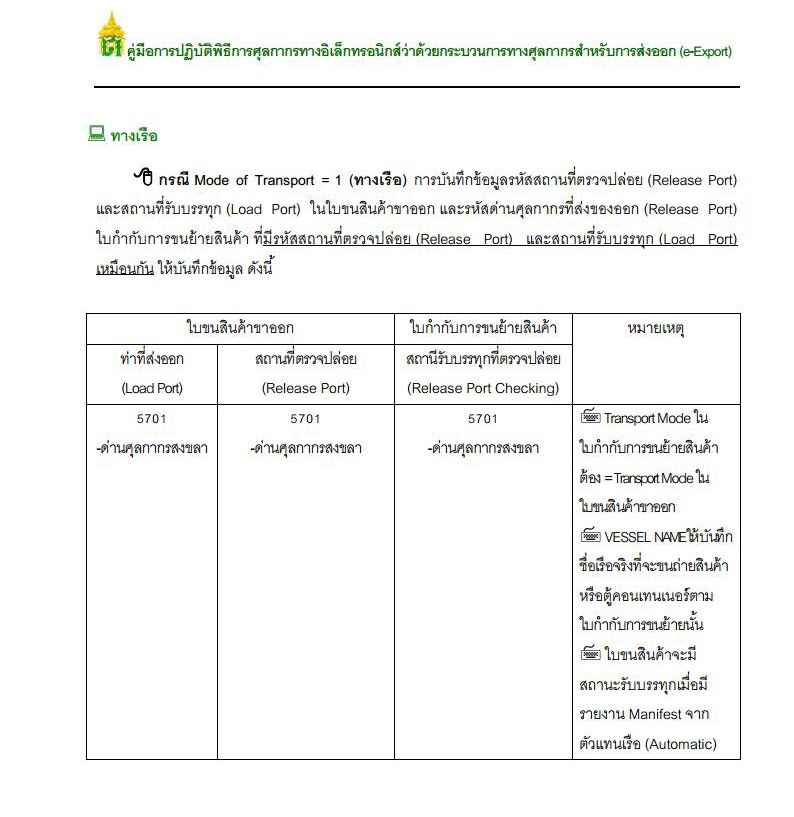 คู่มือการปฏิบัติพิธีการศุลกากรทางอิเล็กทรอนิกส์ว่าด้วยกระบวนการทางศุลกากรสำหรับการส่งออก (e-Export)
ทางเรือ
กรณี Mode of Transport = 1 (ทางเรือ) การบันทึกข้อมูลรหัสสถานที่ตรวจปล่อย (Release Port)
และสถานที่รับบรรทุก (Load Port) ในใบขนสินค้าขาออก และรหัสด่านศุลกากรที่ส่งของออก (Release Port)
ใบกำกับการขนย้ายสินค้า ที่มีรหัสสถานที่ตรวจปล่อย (Release Port) และสถานที่รับบรรทุก (Load Port)
เหมือนกัน ให้บันทึกข้อมูล ดังนี้
ใบขนสินค้าขาออก ใบกำกับการขนย้ายสินค้า หมายเหตุ
ท่าที่ส่งออก สถานที่ตรวจปล่อย สถานีรับบรรทุกที่ตรวจปล่อย
(Load Port) (Release Port) (Release Port Checking)
5701 5701 5701 Transport Mode ใน
-ด่านศุลกากรสงขลา -ด่านศุลกากรสงขลา -ด่านศุลกากรสงขลา ใบกำกับการขนย้ายสินค้า
ต้อง = Transport Mode ใน
ใบขนสินค้าขาออก
VESSEL NAME ให้บันทึก
ชื่อเรือจริงที่จะขนถ่ายสินค้า
หรือตู้คอนเทนเนอร์ตาม
ใบกำกับการขนย้ายนั้น
ใบขนสินค้าจะมี
สถานะรับบรรทุกเมื่อมี
รายงาน Manifest จาก
ตัวแทนเรือ (Automatic)